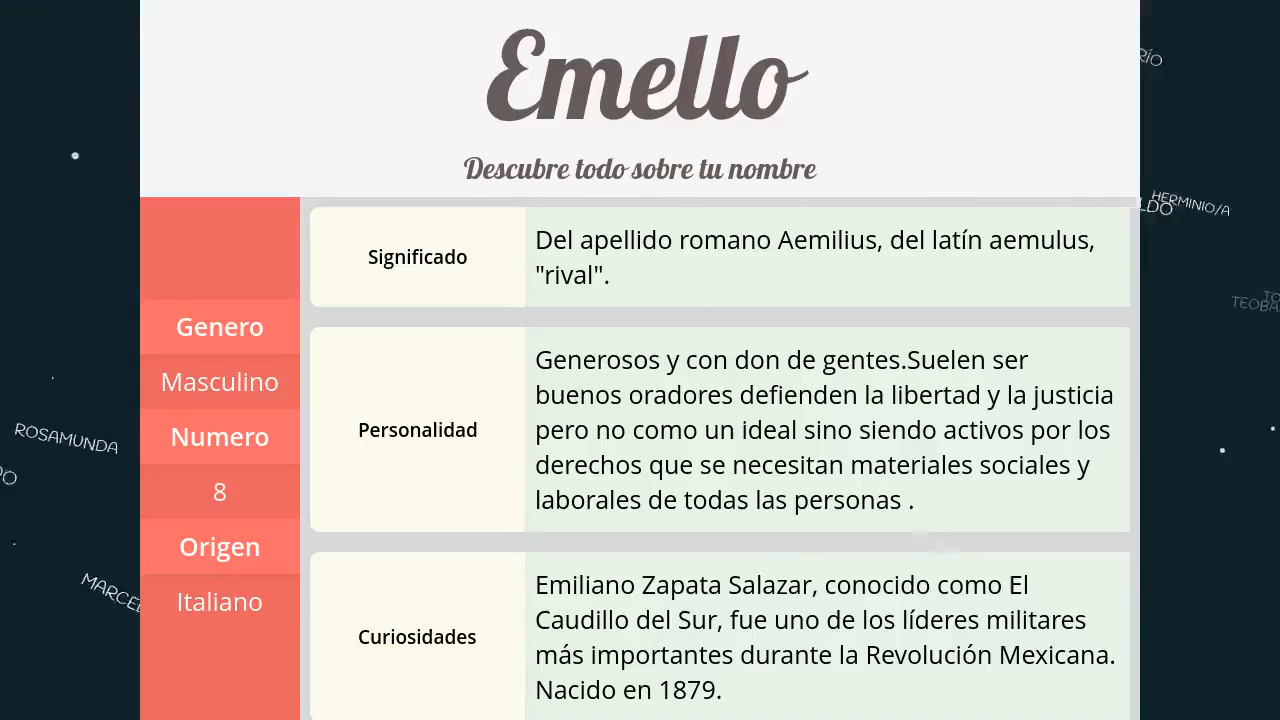 Emello
Descubre todo sobre tu nombre
Genero
Masculino
Numero
8
Origen
Italiano
Significado
Del apellido romano Aemilius, del latín aemulus,
"rival".
Personalidad
Generosos y con don de gentes.Suelen ser
buenos oradores defienden la libertad y la justicia
pero no como un ideal sino siendo activos por los
derechos que se necesitan materiales sociales y
laborales de todas las personas .
Curiosidades
Emiliano Zapata Salazar, conocido como El
Caudillo del Sur, fue uno de los líderes militares
más importantes durante la Revolución Mexicana.
Nacido en 1879.
ROSAMUNDA
HERMINIO/A